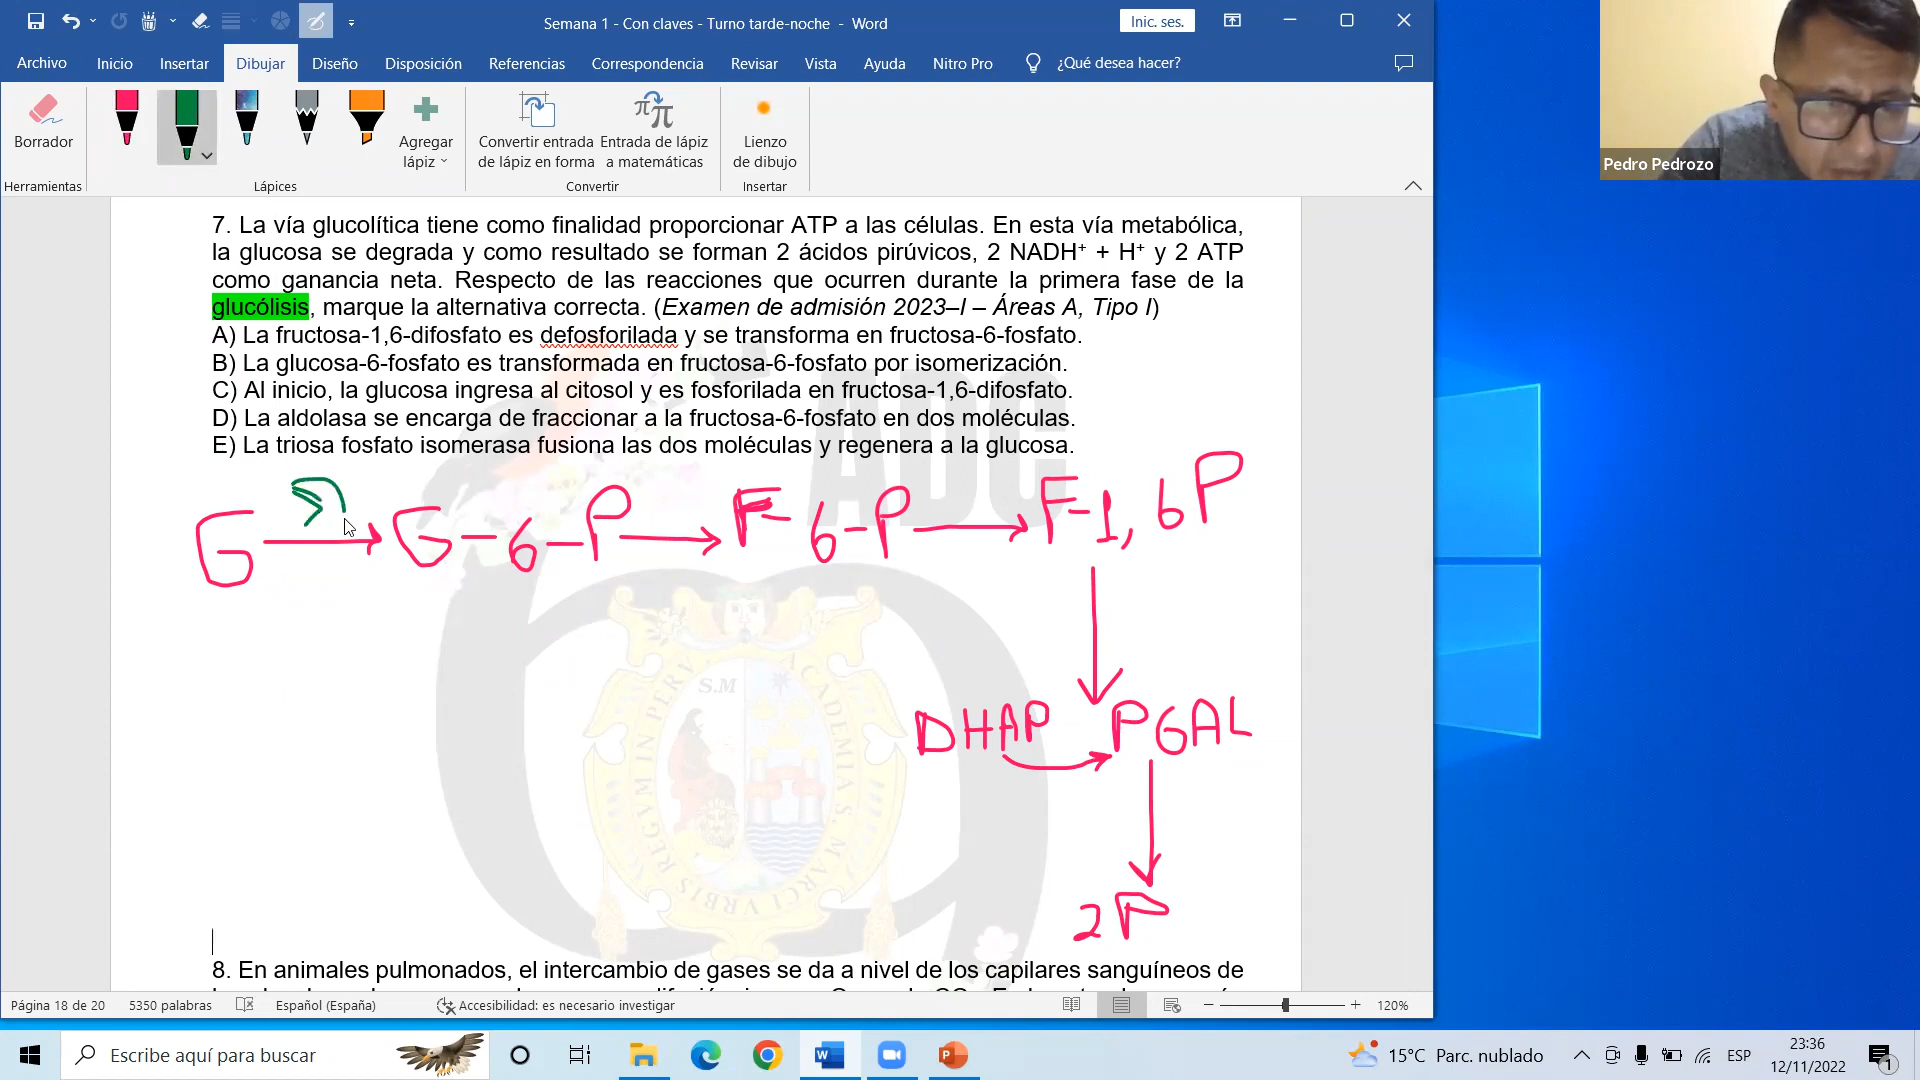 Semana 1 - Con claves - Turno tarde-noche - Word
Inic. ses.
Archivo Inicio Insertar Dibujar Diseño Disposición Referencias Correspondencia Revisar Vista Ayuda Nitro Pro ¿Qué desea hacer?
Borrador
Agregar lápiz
Convertir entrada de lápiz en forma
Entrada de lápiz a matemáticas
Lienzo de dibujo
Herramientas Lápices Convertir Insertar
Pedro Pedrozo
7. La vía glucolítica tiene como finalidad proporcionar ATP a las células. En esta vía metabólica,
la glucosa se degrada y como resultado se forman 2 ácidos pirúvicos, 2 NADH⁺ + H⁺ y 2 ATP
como ganancia neta. Respecto de las reacciones que ocurren durante la primera fase de la
glucólisis, marque la alternativa correcta. (Examen de admisión 2023–I – Áreas A, Tipo I)
A) La fructosa-1,6-difosfato es defosforilada y se transforma en fructosa-6-fosfato.
B) La glucosa-6-fosfato es transformada en fructosa-6-fosfato por isomerización.
C) Al inicio, la glucosa ingresa al citosol y es fosforilada en fructosa-1,6-difosfato.
D) La aldolasa se encarga de fraccionar a la fructosa-6-fosfato en dos moléculas.
E) La triosa fosfato isomerasa fusiona las dos moléculas y regenera a la glucosa.
ADC
G → G-6-P → F-6-P → F-1,6P
S.M
DHAP → PGAL
2P
8. En animales pulmonados, el intercambio de gases se da a nivel de los capilares sanguíneos de
Página 18 de 20 5350 palabras Español (España) Accesibilidad: es necesario investigar 120%
Escribe aquí para buscar
15°C Parc. nublado ESP
23:36
12/11/2022
1